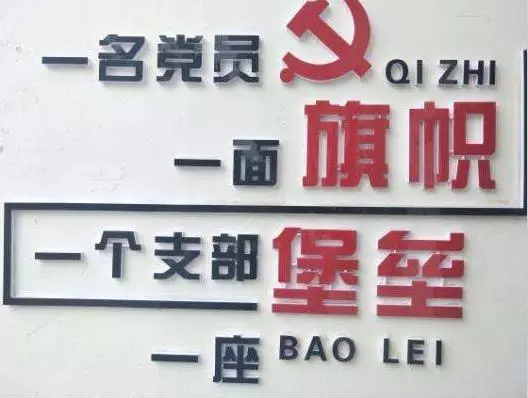 一名党员
QI ZHI
一面旗帜
一个支部堡垒
一座
BAO LEI